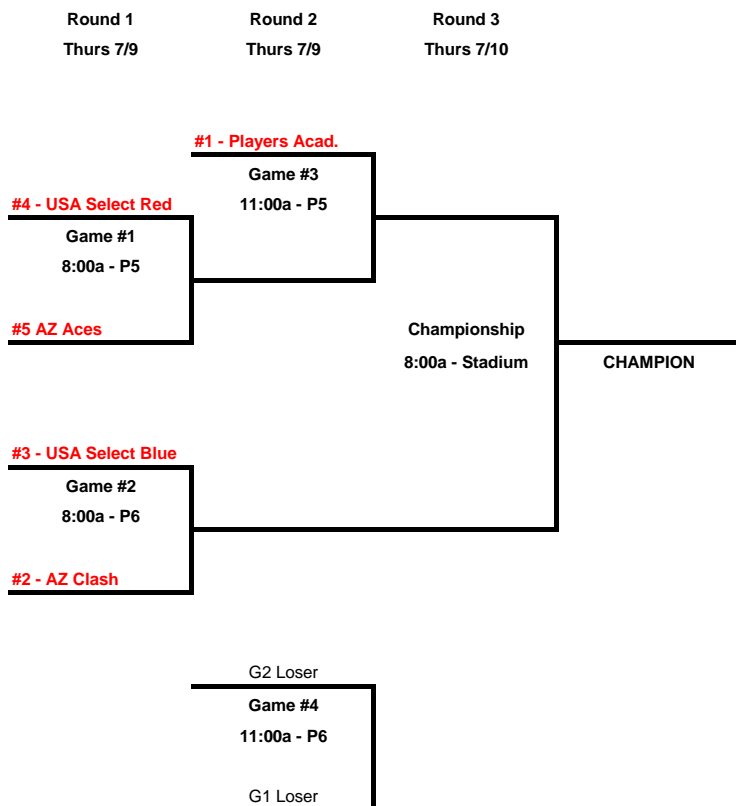 Round 1 Round 2 Round 3
Thurs 7/9 Thurs 7/9 Thurs 7/10
#1 - Players Acad.
Game #3
#4 - USA Select Red 11:00a - P5
Game #1
8:00a - P5
#5 AZ Aces Championship
8:00a - Stadium CHAMPION
#3 - USA Select Blue
Game #2
8:00a - P6
#2 - AZ Clash
G2 Loser
Game #4
11:00a - P6
G1 Loser